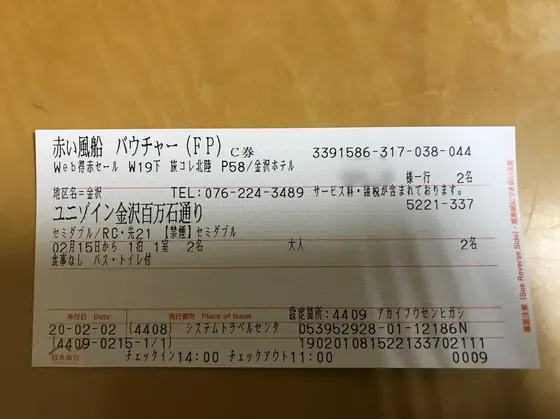 赤い風船 バウチャー(FP) C券 3391586-317-038-044
Web得赤セール W19下 旅コレ北陸 P58/金沢ホテル
様一行 2名
地区名=金沢 TEL:076-224-3489 サービス料・諸税が含まれております。
ユニゾイン金沢百万石通り 5221-337
セミダブル/RC・先21 【禁煙】セミダブル
02月15日から 1泊 1室 2名 大人 2名
食事なし バス・トイレ付
発行日 Date 発行箇所 Place of Issue 設定箇所:4409 アカイフウセンヒガシ
20-02-02 (4408) システムトラベルセンタ 053952928-01-12186N
(4409-0215-1/1) 190201081522133702111
日本旅行 チェックイン14:00 チェックアウト11:00 0009
(See Reverse Side)